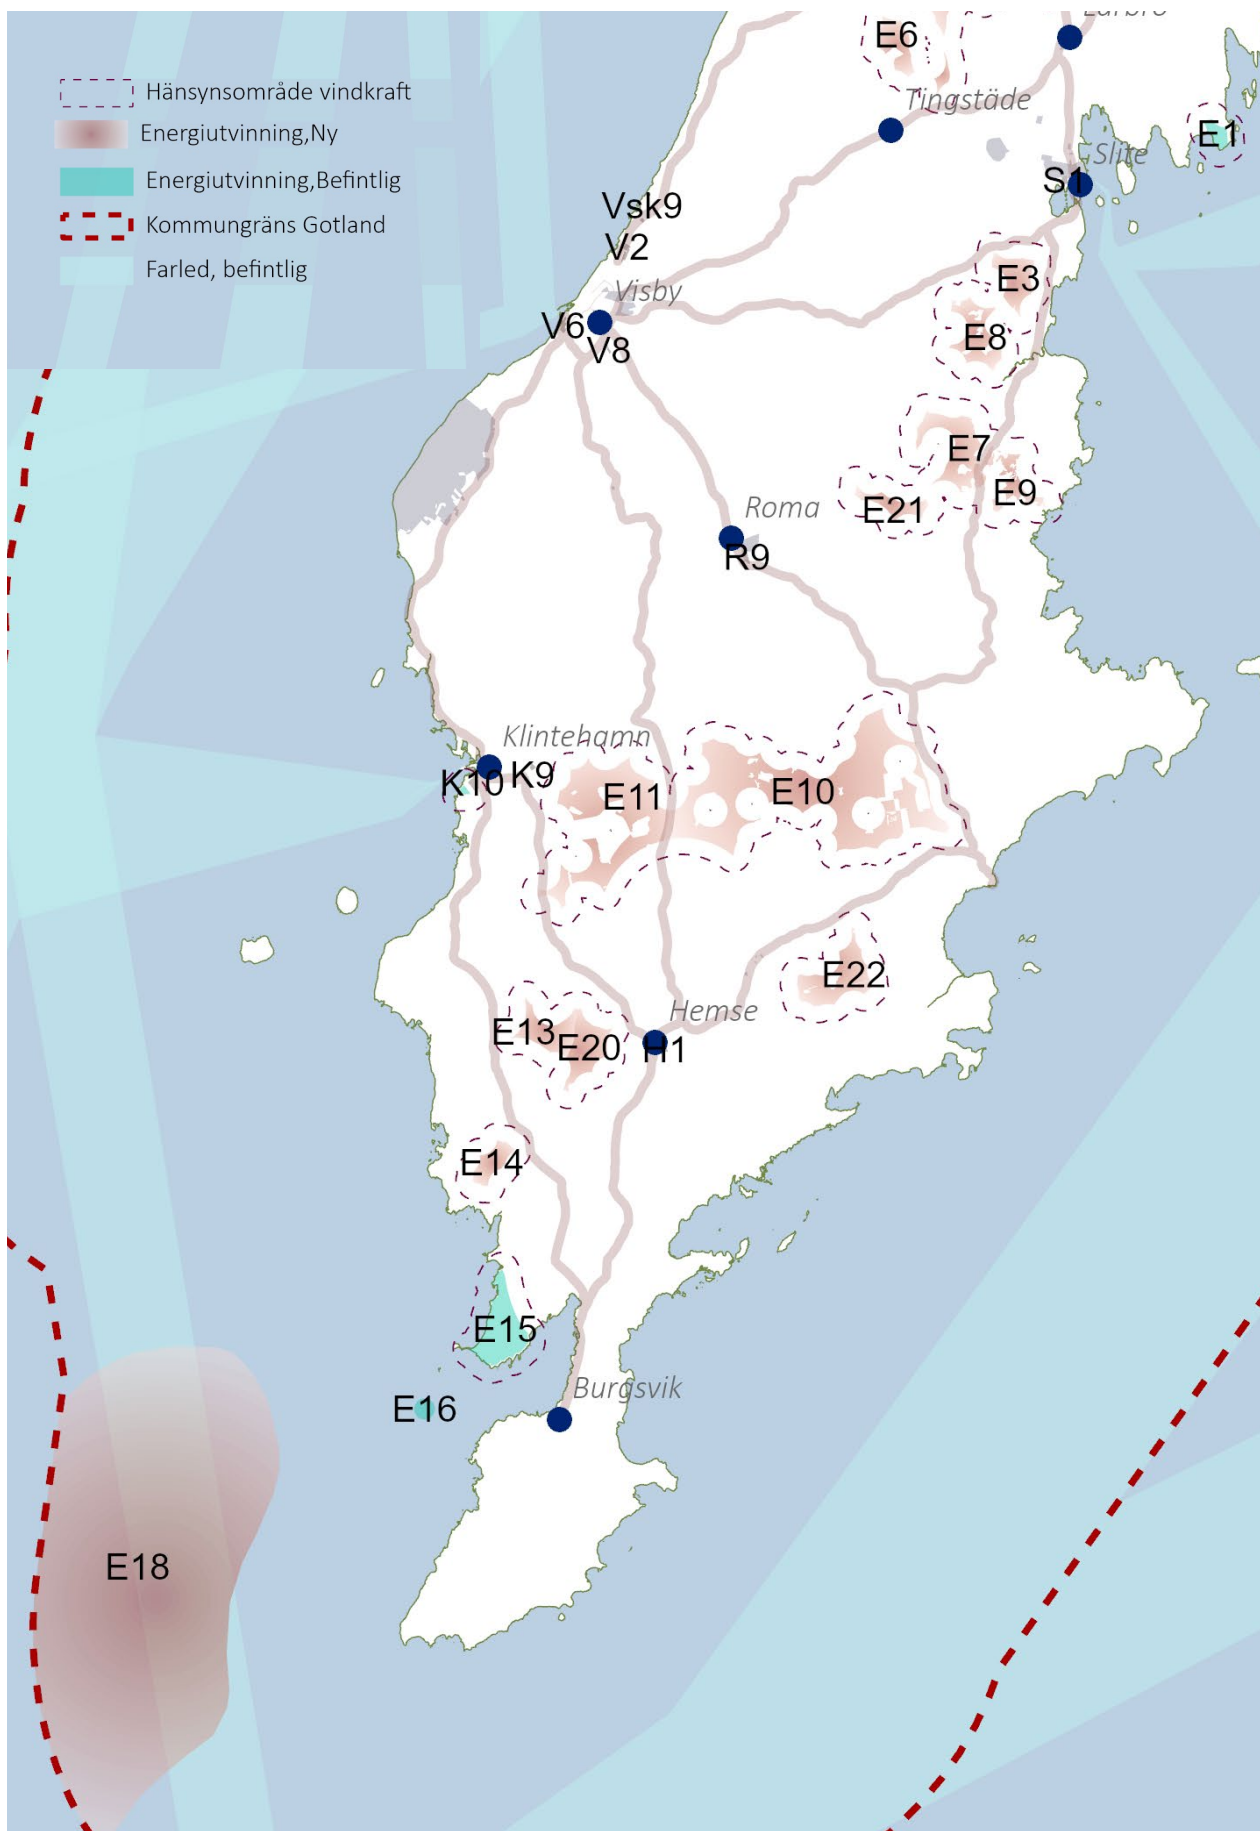 Lärbro
E6
Hänsynsområde vindkraft
Energiutvinning,Ny
Energiutvinning,Befintlig
Kommungräns Gotland
Farled, befintlig
Tingstäde
E1
Slite
S1
Vsk9
V2
Visby
V6
V8
E3
E8
E7
E9
E21
Roma
R9
Klintehamn
K10
K9
E11
E10
E22
Hemse
H1
E13
E20
E14
E15
Burgsvik
E16
E18